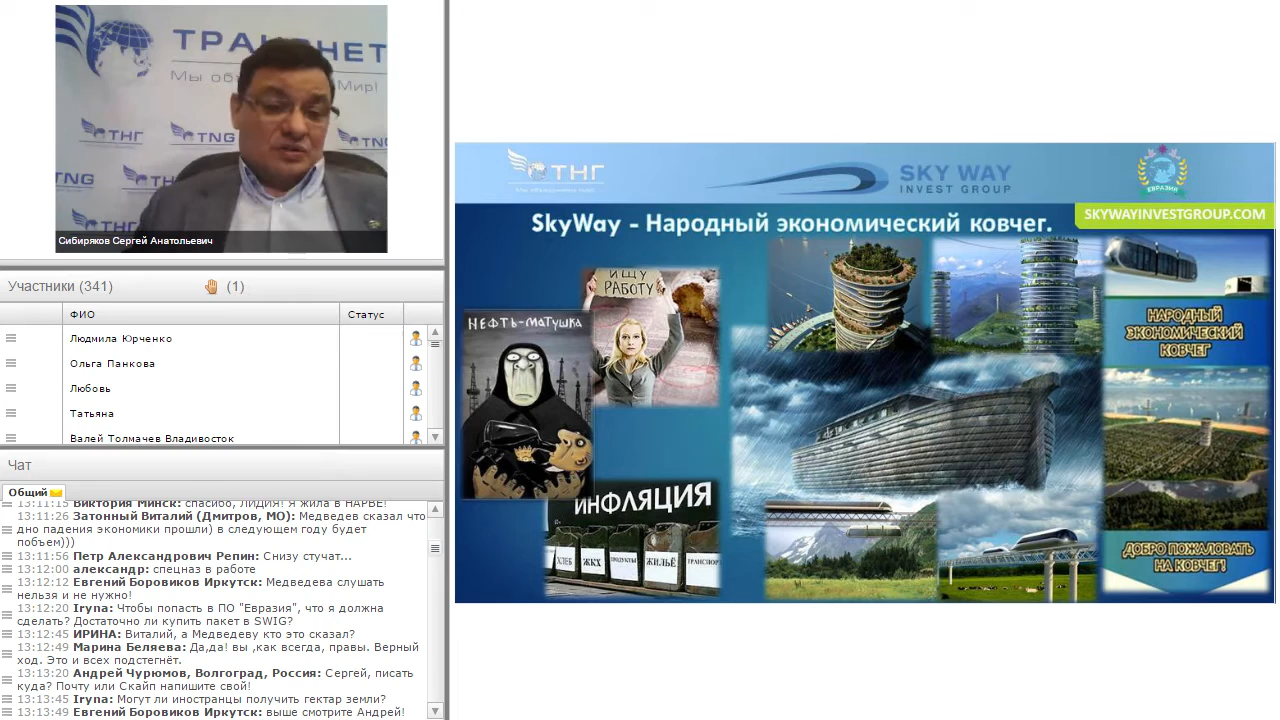 ТРАНСНЕТ
ТНГ
TNG
TNG
Сибиряков Сергей Анатольевич
Участники (341)
(1)
ФИО
Статус
Людмила Юрченко
Ольга Панкова
Любовь
Татьяна
Валей Толмачев Владивосток
Чат
Общий
13:11:15 Виктория Минск: спасибо, ЛИДИЯ! Я жила в НАРВЕ!
13:11:26 Затонный Виталий (Дмитров, МО): Медведев сказал что
дно падения экономики прошли) в следующем году будет
побъем)))
13:11:56 Петр Александрович Репин: Снизу стучат...
13:12:00 александр: спецназ в работе
13:12:12 Евгений Боровиков Иркутск: Медведева слушать
нельзя и не нужно!
13:12:20 Iryna: Чтобы попасть в ПО "Евразия", что я должна
сделать? Достаточно ли купить пакет в SWIG?
13:12:45 ИРИНА: Виталий, а Медведеву кто это сказал?
13:12:49 Марина Беляева: Да,да! вы ,как всегда, правы. Верный
ход. Это и всех подстегнёт.
13:13:20 Андрей Чурюмов, Волгоград, Россия: Сергей, писать
куда? Почту или Скайп напишите свой!
13:13:45 Iryna: Могут ли иностранцы получить гектар земли?
13:13:49 Евгений Боровиков Иркутск: выше смотрите Андрей!
ТНГ
SKY WAY
INVEST GROUP
ЕВРАЗИЯ
SKYWAYINVESTGROUP.COM
SkyWay - Народный экономический ковчег.
ИЩУ
РАБОТУ
НЕФТЬ-МАТУШКА
ИНФЛЯЦИЯ
ХЛЕБ
ЖКХ
ПРОДУКТЫ
ЖИЛЬЁ
ТРАНСПОРТ
НАРОДНЫЙ
ЭКОНОМИЧЕСКИЙ
КОВЧЕГ
ДОБРО ПОЖАЛОВАТЬ
НА КОВЧЕГ!